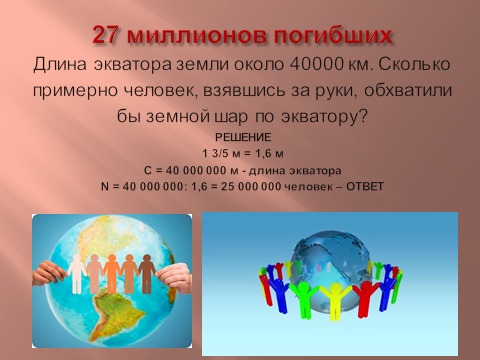 27 миллионов погибших
Длина экватора земли около 40000 км. Сколько
примерно человек, взявшись за руки, обхватили
бы земной шар по экватору?
РЕШЕНИЕ
1 3/5 м = 1,6 м
С = 40 000 000 м - длина экватора
N = 40 000 000: 1,6 = 25 000 000 человек – ОТВЕТ